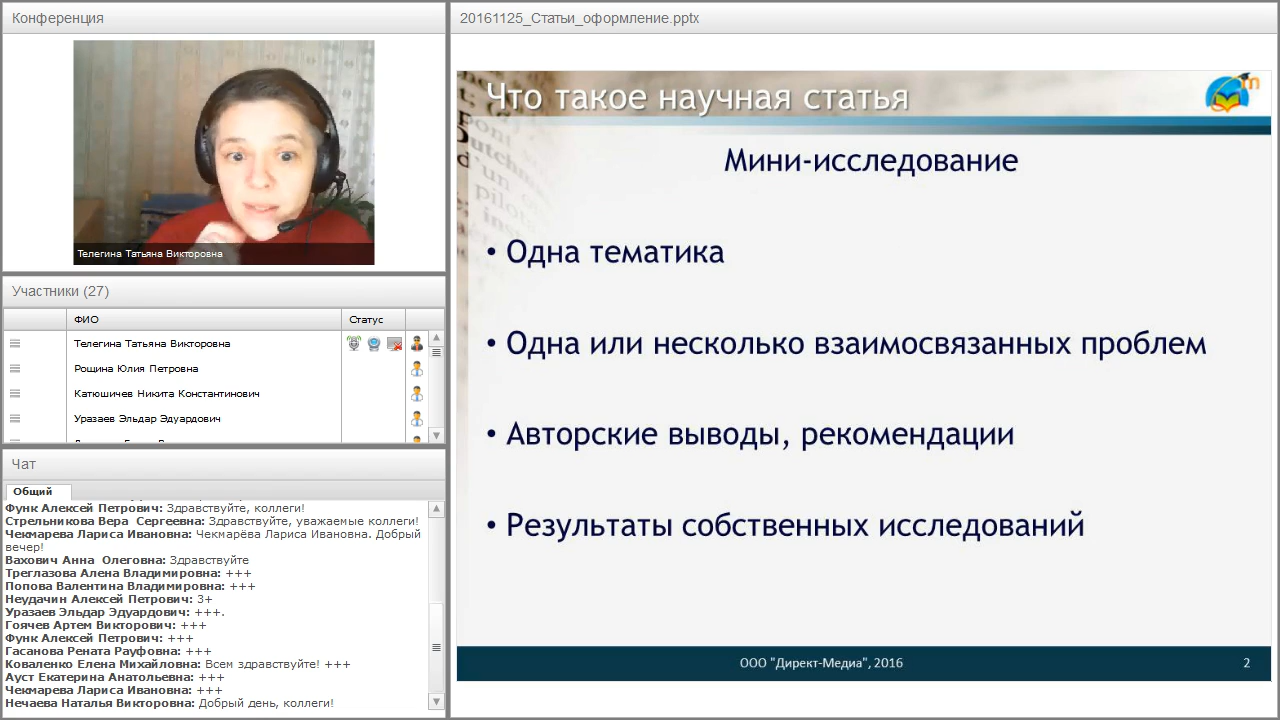 Конференция
Телегина Татьяна Викторовна
Участники (27)
ФИО Статус
Телегина Татьяна Викторовна
Рощина Юлия Петровна
Катюшичев Никита Константинович
Уразаев Эльдар Эдуардович
Чат
Общий
Функ Алексей Петрович: Здравствуйте, коллеги!
Стрельникова Вера Сергеевна: Здравствуйте, уважаемые коллеги!
Чекмарева Лариса Ивановна: Чекмарёва Лариса Ивановна. Добрый
вечер!
Вахович Анна Олеговна: Здравствуйте
Треглазова Алена Владимировна: +++
Попова Валентина Владимировна: +++
Неудачин Алексей Петрович: 3+
Уразаев Эльдар Эдуардович: +++.
Гоячев Артем Викторович: +++
Функ Алексей Петрович: +++
Гасанова Рената Рауфовна: +++
Коваленко Елена Михайловна: Всем здравствуйте! +++
Ауст Екатерина Анатольевна: +++
Чекмарева Лариса Ивановна: +++
Нечаева Наталья Викторовна: Добрый день, коллеги!
20161125_Статьи_оформление.pptx
Что такое научная статья
Мини-исследование
• Одна тематика
• Одна или несколько взаимосвязанных проблем
• Авторские выводы, рекомендации
• Результаты собственных исследований
ООО "Директ-Медиа", 2016
2